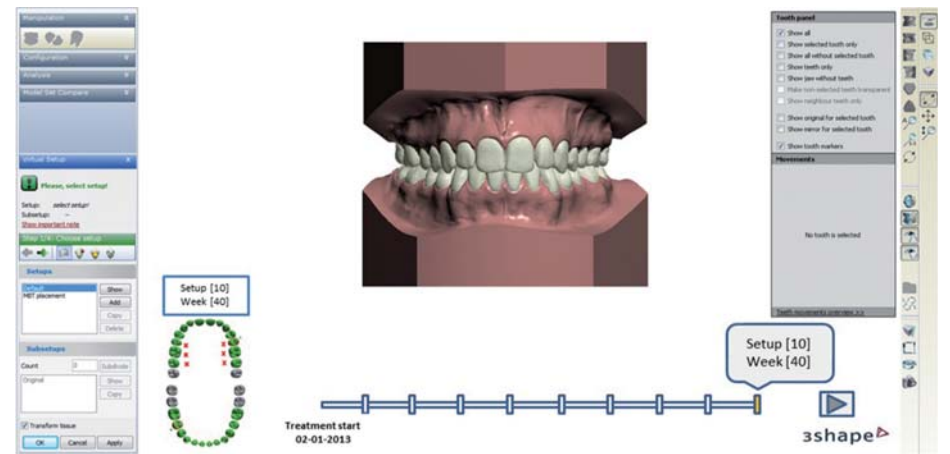 Manipulation
Configuration
Analysis
Model Set Compare
Virtual Setup
Please, select setup!
Setup: select setup!
Subsetup: --
Show important note
Step 1/4: Choose setup
Setups
Default
MBT placement
Show
Add
Copy
Delete
Subsetups
Count 0 Subdivide
Original
Show
Copy
Transform tissue
OK Cancel Apply
Setup [10]
Week [40]
Treatment start
02-01-2013
Setup [10]
Week [40]
3shape
Tooth panel
Show all
Show selected tooth only
Show all without selected tooth
Show teeth only
Show jaw without teeth
Make non-selected teeth transparent
Show neighbour teeth only
Show original for selected tooth
Show mirror for selected tooth
Show tooth markers
Movements
No tooth is selected
Teeth movements overview >>